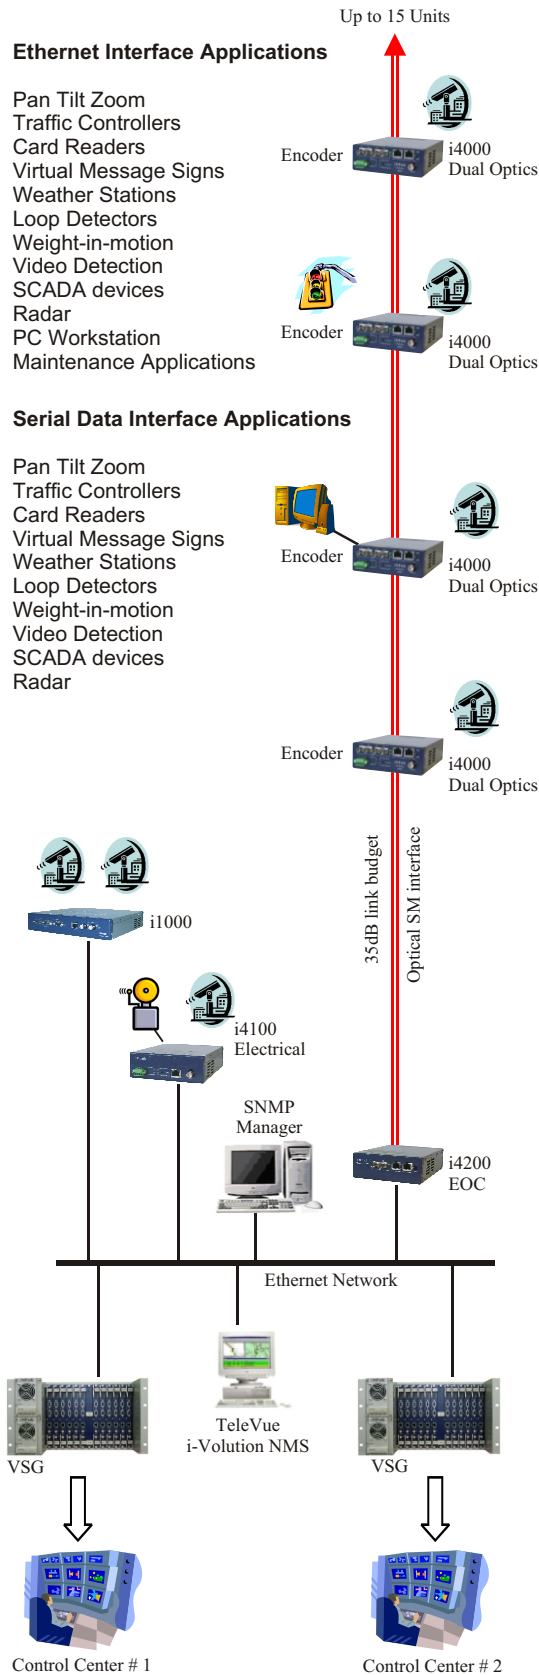 Up to 15 Units
Ethernet Interface Applications
Pan Tilt Zoom
Traffic Controllers
Card Readers
Virtual Message Signs
Weather Stations
Loop Detectors
Weight-in-motion
Video Detection
SCADA devices
Radar
PC Workstation
Maintenance Applications
Encoder
i4000
Dual Optics
Encoder
i4000
Dual Optics
Serial Data Interface Applications
Pan Tilt Zoom
Traffic Controllers
Card Readers
Virtual Message Signs
Weather Stations
Loop Detectors
Weight-in-motion
Video Detection
SCADA devices
Radar
Encoder
i4000
Dual Optics
Encoder
i4000
Dual Optics
35dB link budget
Optical SM interface
i1000
i4100
Electrical
SNMP
Manager
i4200
EOC
Ethernet Network
TeleVue
i-Volution NMS
VSG
VSG
Control Center # 1
Control Center # 2